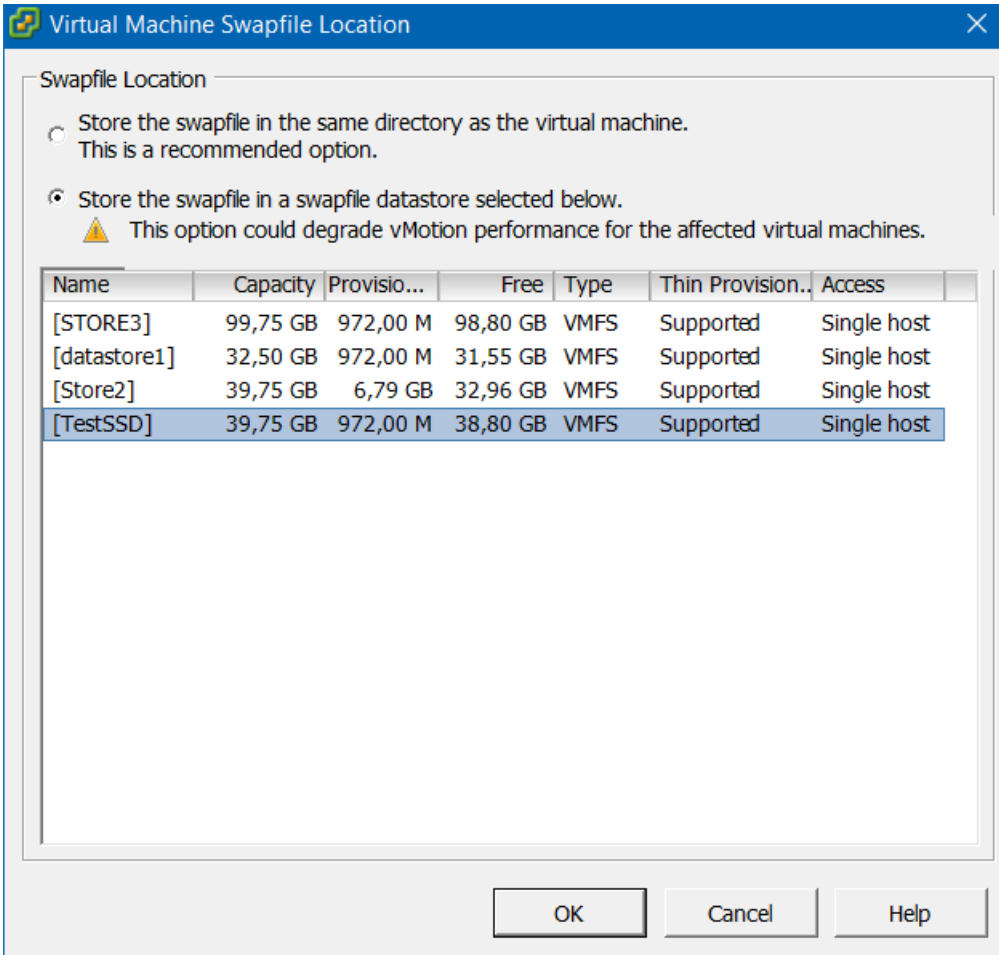 Virtual Machine Swapfile Location
Swapfile Location
Store the swapfile in the same directory as the virtual machine.
This is a recommended option.
Store the swapfile in a swapfile datastore selected below.
This option could degrade vMotion performance for the affected virtual machines.
Name Capacity Provisio... Free Type Thin Provision... Access
[STORE3] 99,75 GB 972,00 M 98,80 GB VMFS Supported Single host
[datastore1] 32,50 GB 972,00 M 31,55 GB VMFS Supported Single host
[Store2] 39,75 GB 6,79 GB 32,96 GB VMFS Supported Single host
[TestSSD] 39,75 GB 972,00 M 38,80 GB VMFS Supported Single host
OK Cancel Help